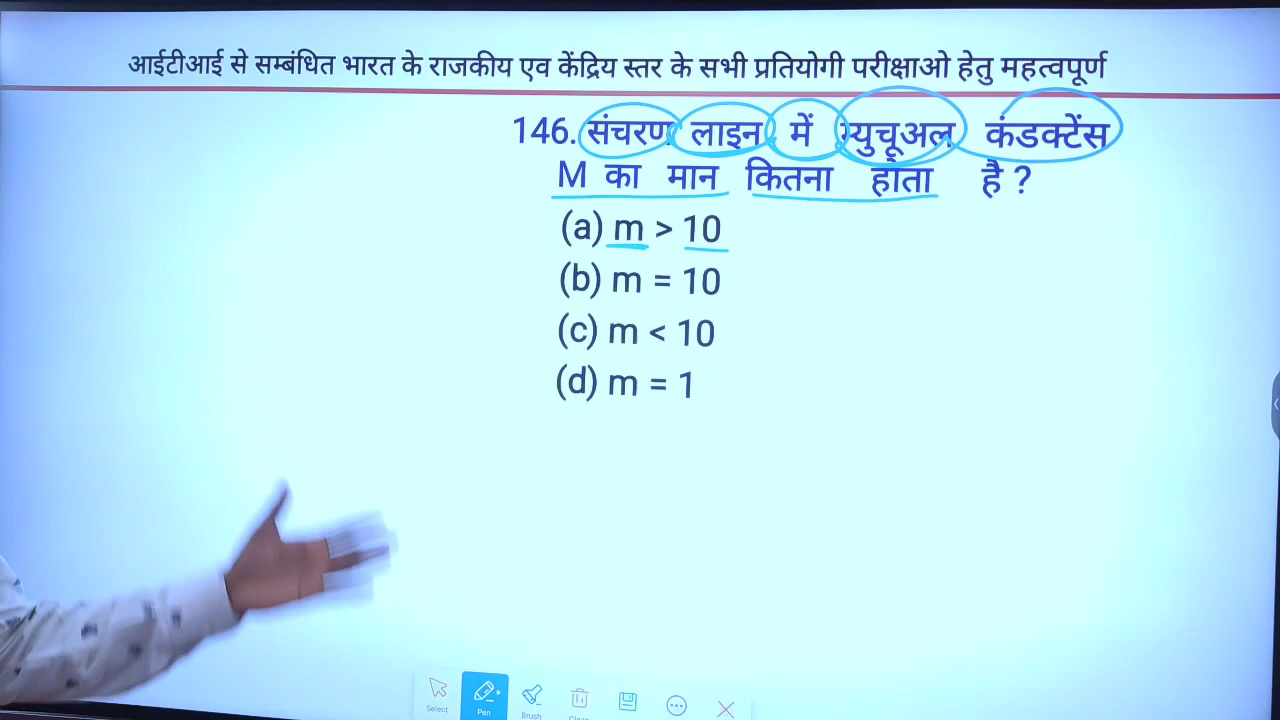 आईटीआई से सम्बंधित भारत के राजकीय एव केंद्रिय स्तर के सभी प्रतियोगी परीक्षाओ हेतु महत्वपूर्ण
146. संचरण लाइन में म्युचूअल कंडक्टेंस
M का मान कितना होता है ?
(a) m > 10
(b) m = 10
(c) m < 10
(d) m = 1
Select Pen Brush